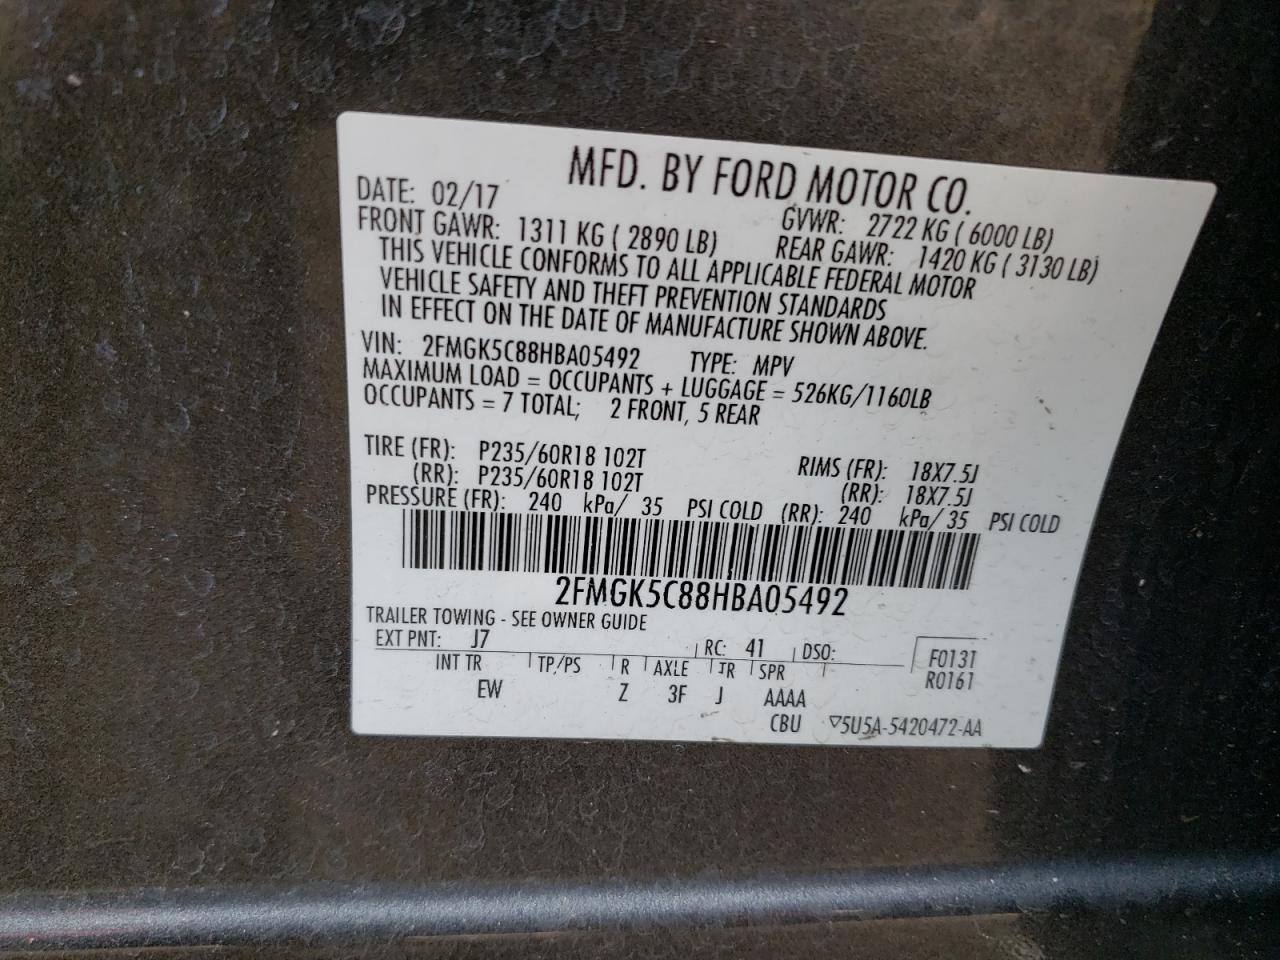 MFD. BY FORD MOTOR CO.
DATE: 02/17 GVWR: 2722 KG ( 6000 LB)
FRONT GAWR: 1311 KG ( 2890 LB) REAR GAWR: 1420 KG ( 3130 LB)
THIS VEHICLE CONFORMS TO ALL APPLICABLE FEDERAL MOTOR
VEHICLE SAFETY AND THEFT PREVENTION STANDARDS
IN EFFECT ON THE DATE OF MANUFACTURE SHOWN ABOVE.
VIN: 2FMGK5C88HBA05492 TYPE: MPV
MAXIMUM LOAD = OCCUPANTS + LUGGAGE = 526KG/1160LB
OCCUPANTS = 7 TOTAL; 2 FRONT, 5 REAR
TIRE (FR): P235/60R18 102T RIMS (FR): 18X7.5J
(RR): P235/60R18 102T (RR): 18X7.5J
PRESSURE (FR): 240 kPa/ 35 PSI COLD (RR): 240 kPa/ 35 PSI COLD
2FMGK5C88HBA05492
TRAILER TOWING - SEE OWNER GUIDE
EXT PNT: J7 RC: 41 DSO: F0131
INT TR TP/PS R AXLE TR SPR R0161
EW Z 3F J AAAA
CBU ▽5U5A-5420472-AA